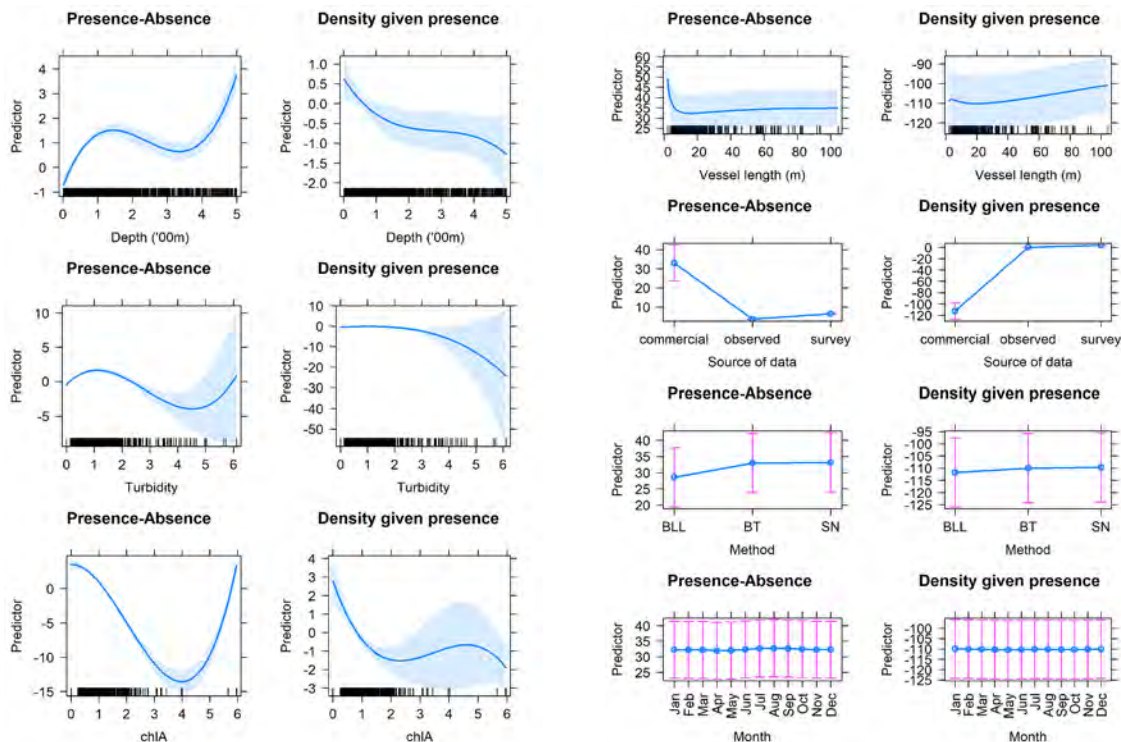 Presence-Absence
Density given presence
Predictor
4
3
2
1
0
-1
0 1 2 3 4 5
Depth ('00m)
Predictor
1.0
0.5
0.0
-0.5
-1.0
-1.5
-2.0
0 1 2 3 4 5
Depth ('00m)
Presence-Absence
Density given presence
Predictor
10
5
0
-5
0 1 2 3 4 5 6
Turbidity
Predictor
10
0
-10
-20
-30
-40
-50
0 1 2 3 4 5 6
Turbidity
Presence-Absence
Density given presence
Predictor
0
-5
-10
-15
0 1 2 3 4 5 6
chlA
Predictor
4
3
2
1
0
-1
-2
-3
0 1 2 3 4 5 6
chlA
Presence-Absence
Density given presence
Predictor
60
55
50
45
40
35
30
25
0 20 40 60 80 100
Vessel length (m)
Predictor
-90
-100
-110
-120
0 20 40 60 80 100
Vessel length (m)
Presence-Absence
Density given presence
Predictor
40
30
20
10
commercial observed survey
Source of data
Predictor
0
-20
-40
-60
-80
-100
-120
commercial observed survey
Source of data
Presence-Absence
Density given presence
Predictor
40
35
30
25
20
BLL BT SN
Method
Predictor
-95
-100
-105
-110
-115
-120
-125
BLL BT SN
Method
Presence-Absence
Density given presence
Predictor
40
35
30
25
Jan Feb Mar Apr May Jun Jul Aug Sep Oct Nov Dec
Month
Predictor
-100
-105
-110
-115
-120
-125
Jan Feb Mar Apr May Jun Jul Aug Sep Oct Nov Dec
Month